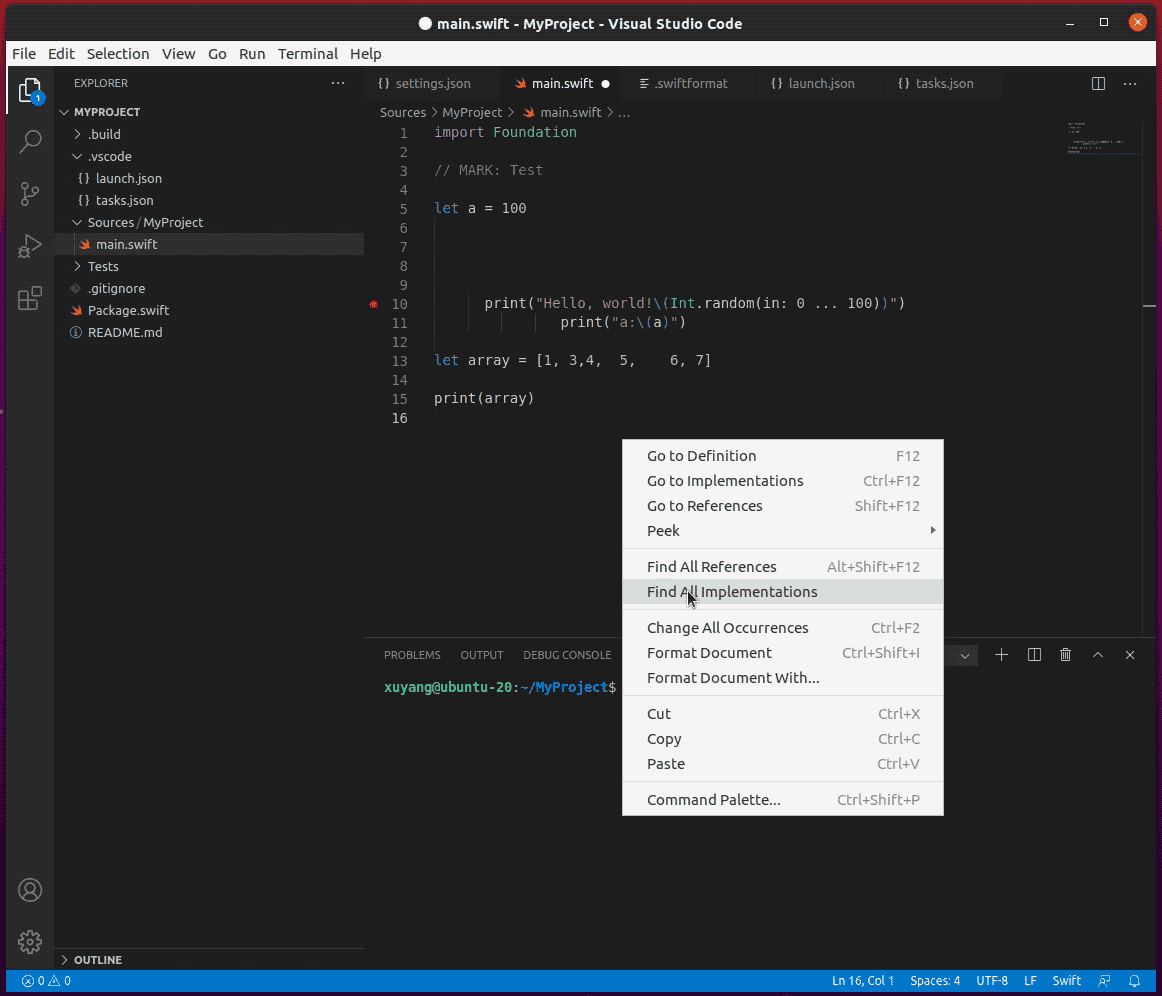 main.swift - MyProject - Visual Studio Code
File Edit Selection View Go Run Terminal Help
EXPLORER
MYPROJECT
.build
.vscode
{} launch.json
{} tasks.json
Sources / MyProject
main.swift
Tests
.gitignore
Package.swift
README.md
OUTLINE
1
{} settings.json main.swift .swiftformat {} launch.json {} tasks.json
Sources > MyProject > main.swift > ...
1 import Foundation
2
3 // MARK: Test
4
5 let a = 100
6
7
8
9
10 print("Hello, world!\(Int.random(in: 0 ... 100))")
11 print("a:\(a)")
12
13 let array = [1, 3,4,  5,    6, 7]
14
15 print(array)
16
Go to Definition F12
Go to Implementations Ctrl+F12
Go to References Shift+F12
Peek
Find All References Alt+Shift+F12
Find All Implementations
Change All Occurrences Ctrl+F2
Format Document Ctrl+Shift+I
Format Document With...
Cut Ctrl+X
Copy Ctrl+C
Paste Ctrl+V
Command Palette... Ctrl+Shift+P
PROBLEMS OUTPUT DEBUG CONSOLE
xuyang@ubuntu-20:~/MyProject$
0 0 Ln 16, Col 1 Spaces: 4 UTF-8 LF Swift